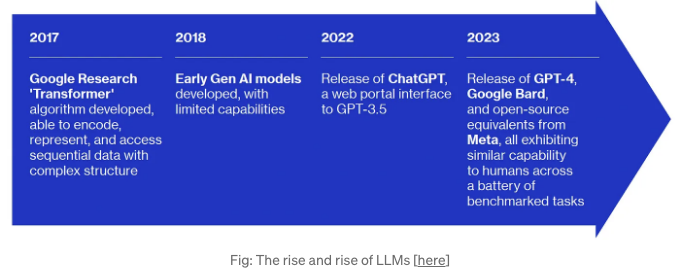 2017
Google Research
'Transformer'
algorithm developed,
able to encode,
represent, and access
sequential data with
complex structure
2018
Early Gen AI models
developed, with
limited capabilities
2022
Release of ChatGPT,
a web portal interface
to GPT-3.5
2023
Release of GPT-4,
Google Bard,
and open-source
equivalents from
Meta, all exhibiting
similar capability
to humans across
a battery of
benchmarked tasks
Fig: The rise and rise of LLMs [here]